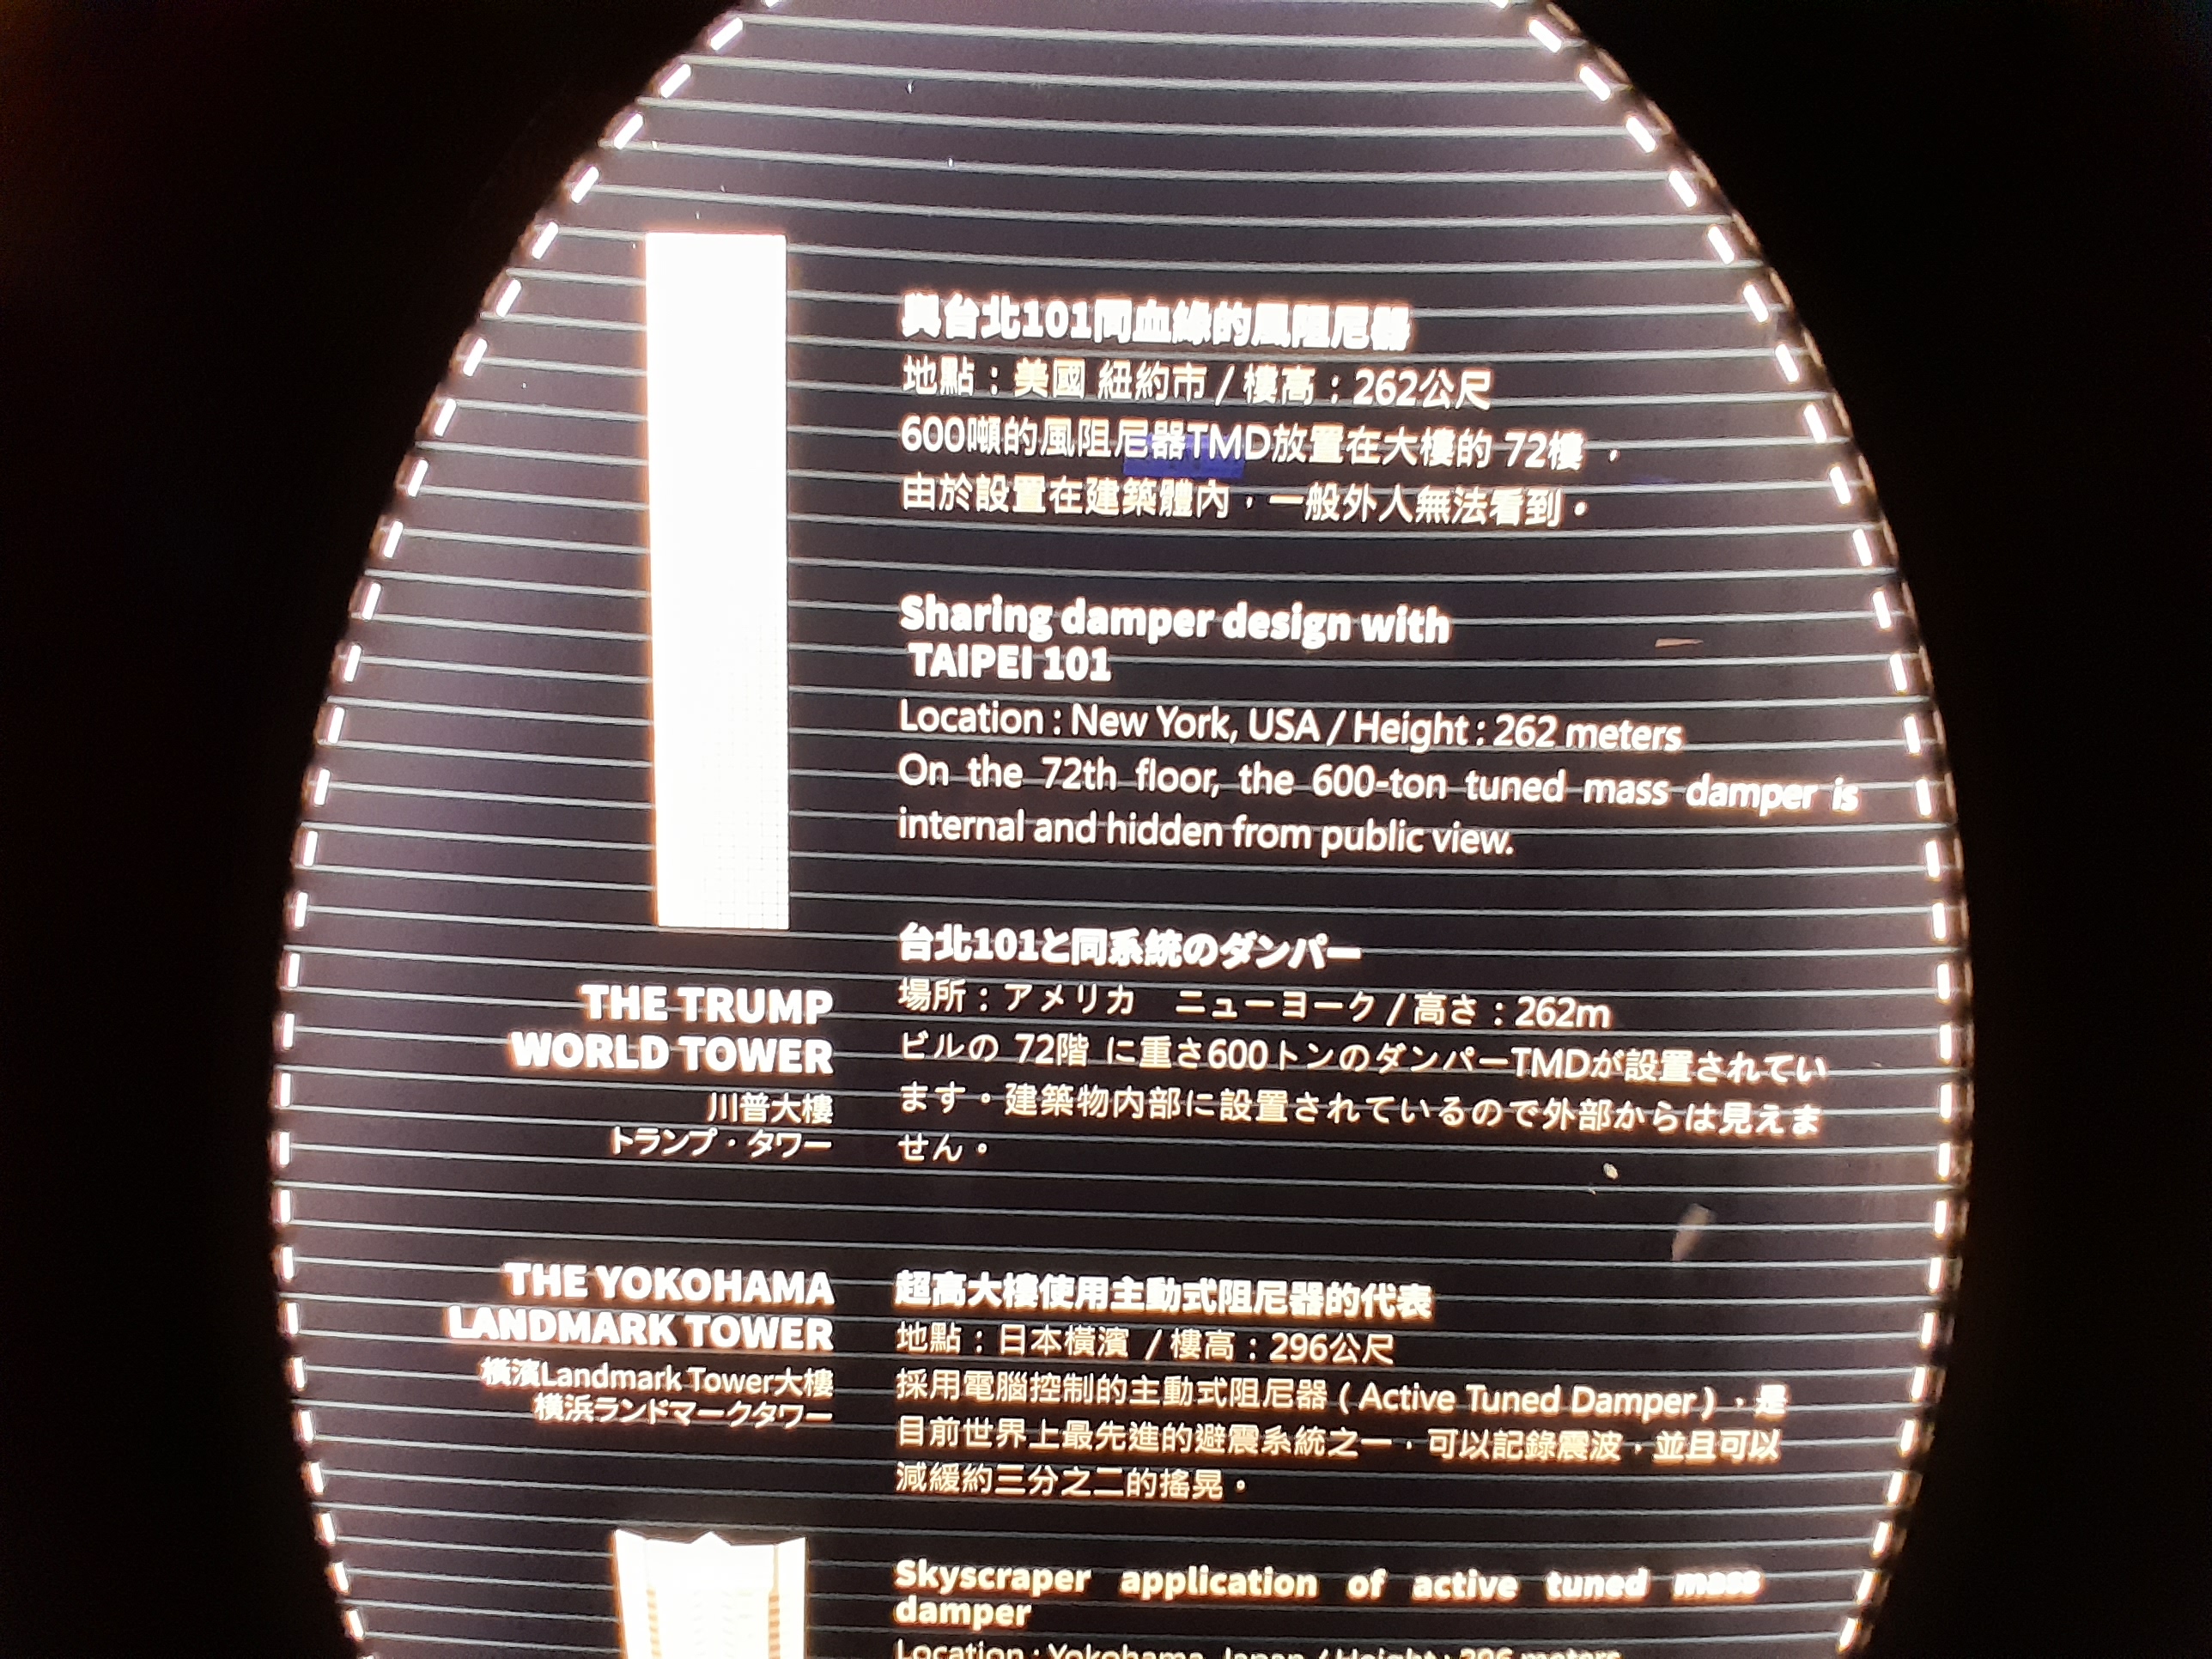 與台北101同血緣的風阻尼器
地點：美國 紐約市 / 樓高：262公尺
600噸的風阻尼器TMD放置在大樓的 72樓，
由於設置在建築體內，一般外人無法看到。
Sharing damper design with
TAIPEI 101
Location : New York, USA / Height : 262 meters
On the 72th floor, the 600-ton tuned mass damper is
internal and hidden from public view.
台北101と同系統のダンパー
場所：アメリカ　ニューヨーク / 高さ：262m
ビルの 72階 に重さ600トンのダンパーTMDが設置されてい
ます。建築物内部に設置されているので外部からは見えま
せん。
THE TRUMP
WORLD TOWER
川普大樓
トランプ・タワー
THE YOKOHAMA
LANDMARK TOWER
橫濱Landmark Tower大樓
横浜ランドマークタワー
超高大樓使用主動式阻尼器的代表
地點：日本橫濱 / 樓高：296公尺
採用電腦控制的主動式阻尼器（Active Tuned Damper），是
目前世界上最先進的避震系統之一，可以記錄震波，並且可以
減緩約三分之二的搖晃。
Skyscraper application of active tuned mass
damper
Location : Yokohama, Japan / Height : 296 meters